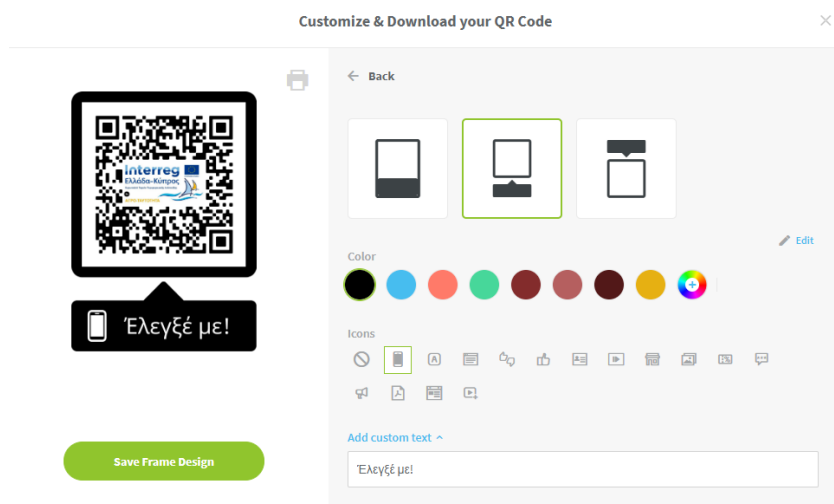 Customize & Download your QR Code
Back
Interreg
Ελλάδα-Κύπρος
Έλεγξέ με!
Edit
Color
Icons
A
Add custom text
Έλεγξέ με!
Save Frame Design